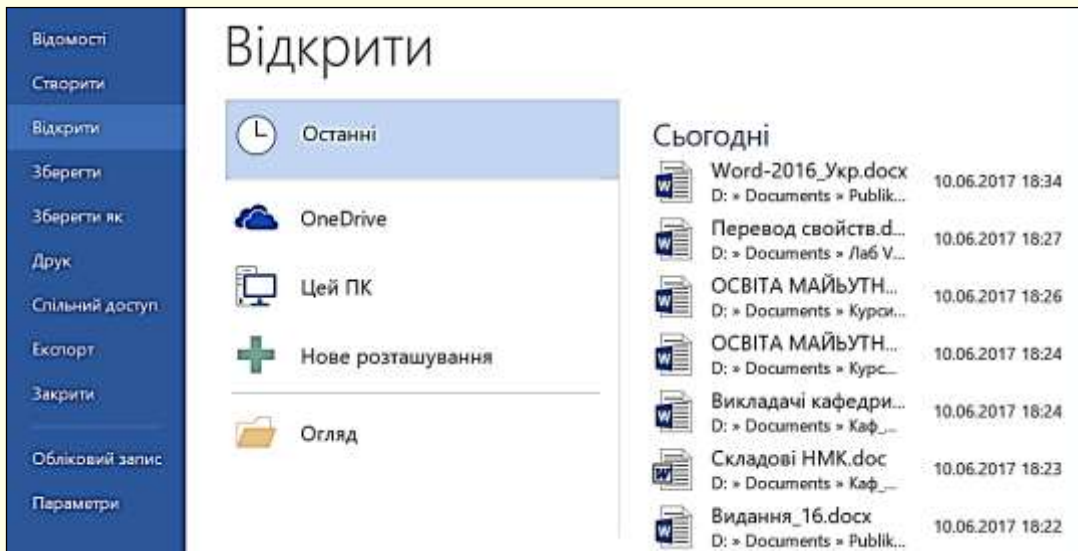 Відомості
Створити
Відкрити
Зберегти
Зберегти як
Друк
Спільний доступ
Експорт
Закрити
Обліковий запис
Параметри
Відкрити
Останні
OneDrive
Цей ПК
Нове розташування
Огляд
Сьогодні
Word-2016_Укр.docx 10.06.2017 18:34
D: » Documents » Publik...
Перевод свойств.d... 10.06.2017 18:27
D: » Documents » Лаб V...
ОСВІТА МАЙЬУТН... 10.06.2017 18:26
D: » Documents » Курси...
ОСВІТА МАЙЬУТН... 10.06.2017 18:24
D: » Documents » Курс...
Викладачі кафедри... 10.06.2017 18:24
D: » Documents » Каф_...
Складові НМК.doc 10.06.2017 18:23
D: » Documents » Каф_...
Видання_16.docx 10.06.2017 18:22
D: » Documents » Publik...